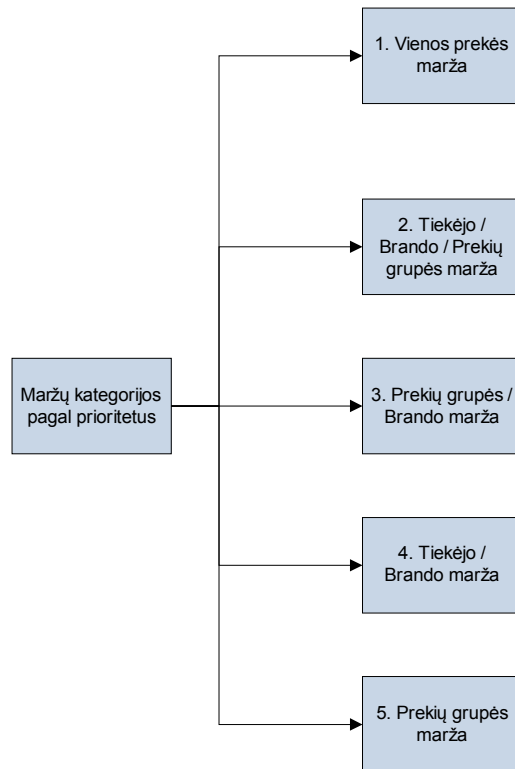 1. Vienos prekės
marža
2. Tiekėjo /
Brando / Prekių
grupės marža
Maržų kategorijos
pagal prioritetus
3. Prekių grupės /
Brando marža
4. Tiekėjo /
Brando marža
5. Prekių grupės
marža